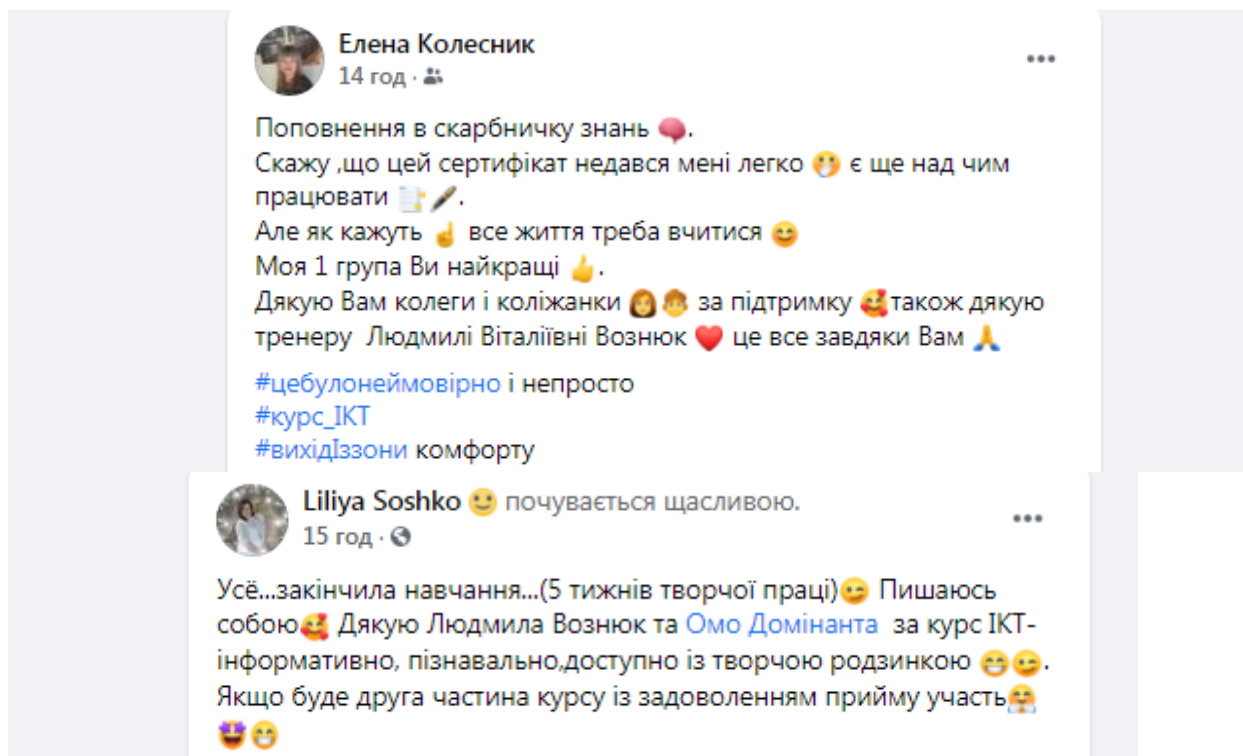 Елена Колесник
14 год ·
Поповнення в скарбничку знань 🧠.
Скажу ,що цей сертифікат недався мені легко 🤭 є ще над чим
працювати 📑🖋.
Але як кажуть ☝ все життя треба вчитися 😊
Моя 1 група Ви найкращі 👍.
Дякую Вам колеги і коліжанки 👩🧒 за підтримку 🥰також дякую
тренеру Людмилі Віталіївні Вознюк ❤ це все завдяки Вам 🙏
#цебулонеймовірно і непросто
#курс_ІКТ
#вихідІззони комфорту
Liliya Soshko 🙂 почувається щасливою.
15 год ·
Усё...закінчила навчання...(5 тижнів творчої праці)😉 Пишаюсь
собою🥰 Дякую Людмила Вознюк та Омо Домінанта за курс ІКТ-
інформативно, пізнавально,доступно із творчою родзинкою 😁😉.
Якщо буде друга частина курсу із задоволенням прийму участь🤗
🤩😁